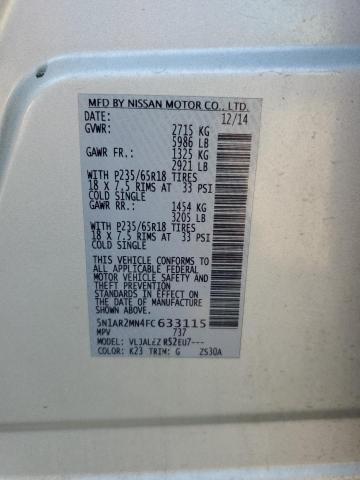 MFD BY NISSAN MOTOR CO., LTD.
DATE: 12/14
GVWR: 2715 KG
5986 LB
GAWR FR.: 1325 KG
2921 LB
WITH P235/65R18 TIRES
18 X 7.5 RIMS AT 33 PSI
COLD SINGLE
GAWR RR.: 1454 KG
3205 LB
WITH P235/65R18 TIRES
18 X 7.5 RIMS AT 33 PSI
COLD SINGLE
THIS VEHICLE CONFORMS TO ALL
APPLICABLE FEDERAL MOTOR
VEHICLE SAFETY, BUMPER AND
THEFT PREVENTION
STANDARDS IN EFFECT ON THE
DATE OF MANUFACTURE
SHOWN ABOVE.
5N1AR2MN4FC633115
MPV 737
MODEL: RS2EU7---
COLOR: K23 TRIM: G ZS30A